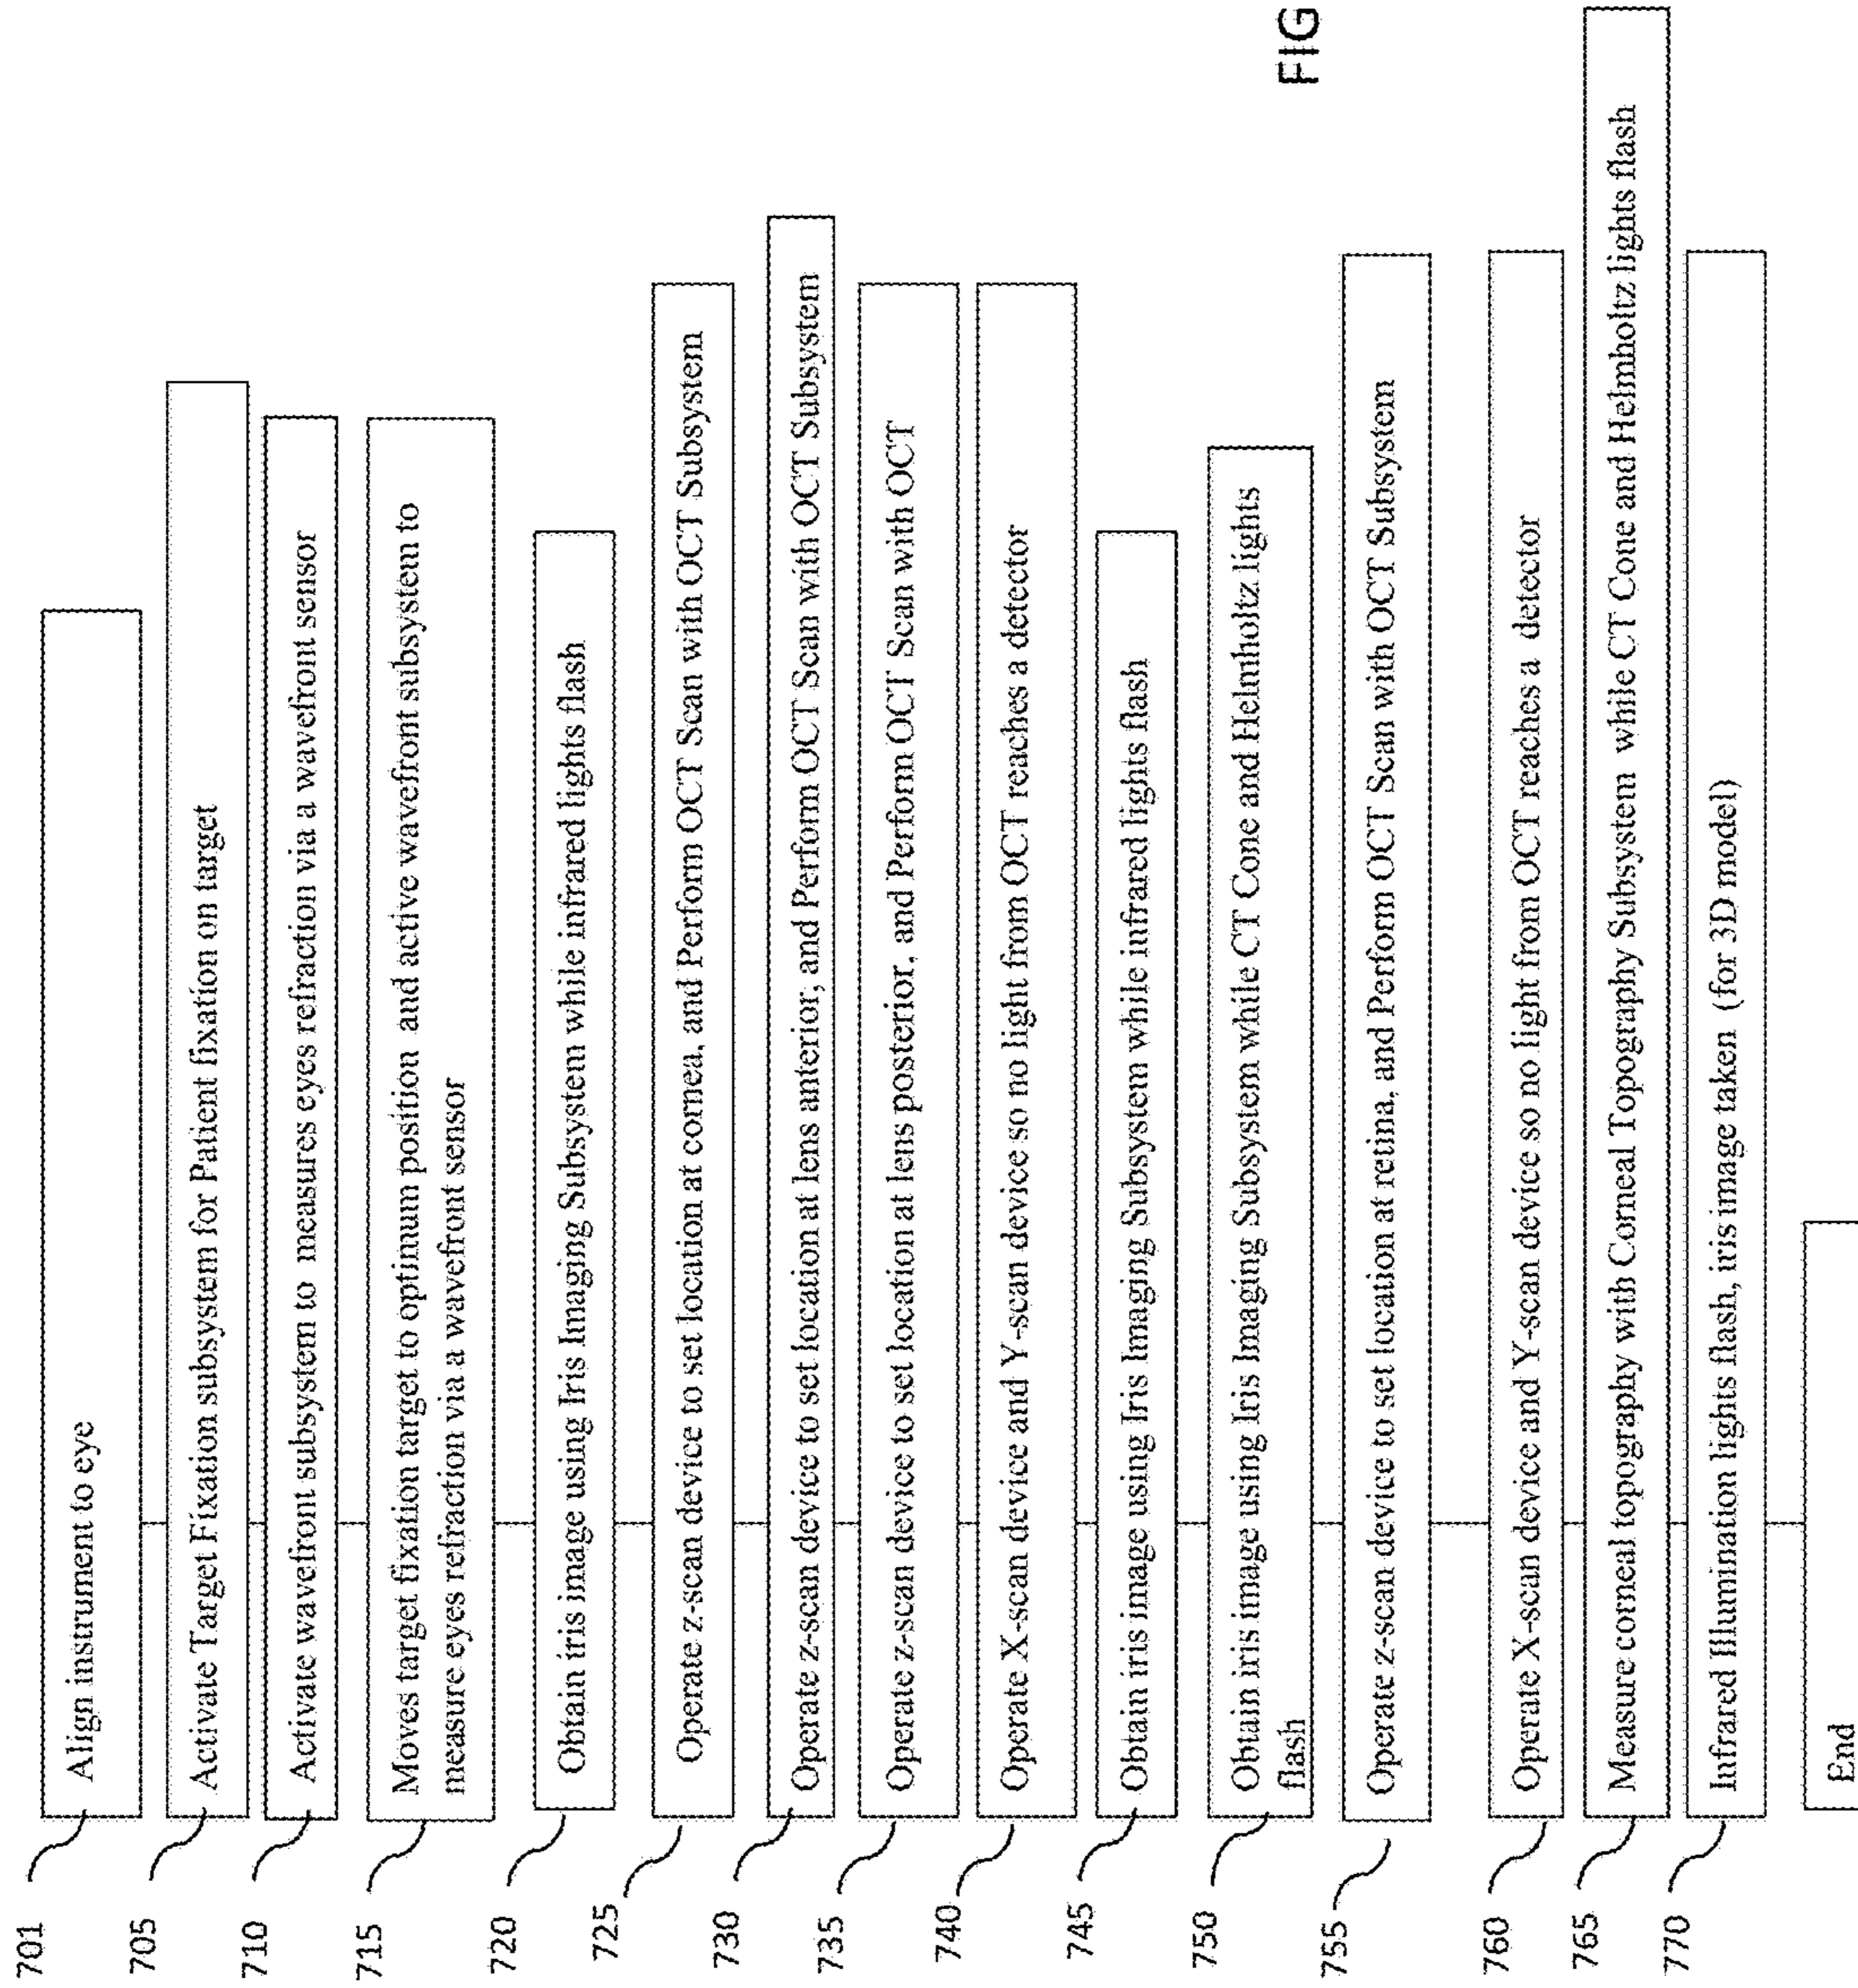 701
Align instrument to eye
705
Activate Target Fixation subsystem for Patient fixation on target
710
Activate wavefront subsystem to measures eyes refraction via a wavefront sensor
715
Moves target fixation target to optimum position and active wavefront subsystem to
measure eyes refraction via a wavefront sensor
720
Obtain iris image using Iris Imaging Subsystem while infrared lights flash
725
Operate z-scan device to set location at cornea, and Perform OCT Scan with OCT Subsystem
730
Operate z-scan device to set location at lens anterior, and Perform OCT Scan with OCT Subsystem
735
Operate z-scan device to set location at lens posterior, and Perform OCT Scan with OCT
740
Operate X-scan device and Y-scan device so no light from OCT reaches a detector
745
Obtain iris image using Iris Imaging Subsystem while infrared lights flash
750
Obtain iris image using Iris Imaging Subsystem while CT Cone and Helmholtz lights
flash
755
Operate z-scan device to set location at retina, and Perform OCT Scan with OCT Subsystem
760
Operate X-scan device and Y-scan device so no light from OCT reaches a detector
765
Measure corneal topography with Corneal Topography Subsystem while CT Cone and Helmholtz lights flash
770
Infrared Illumination lights flash, iris image taken (for 3D model)
End
FIG